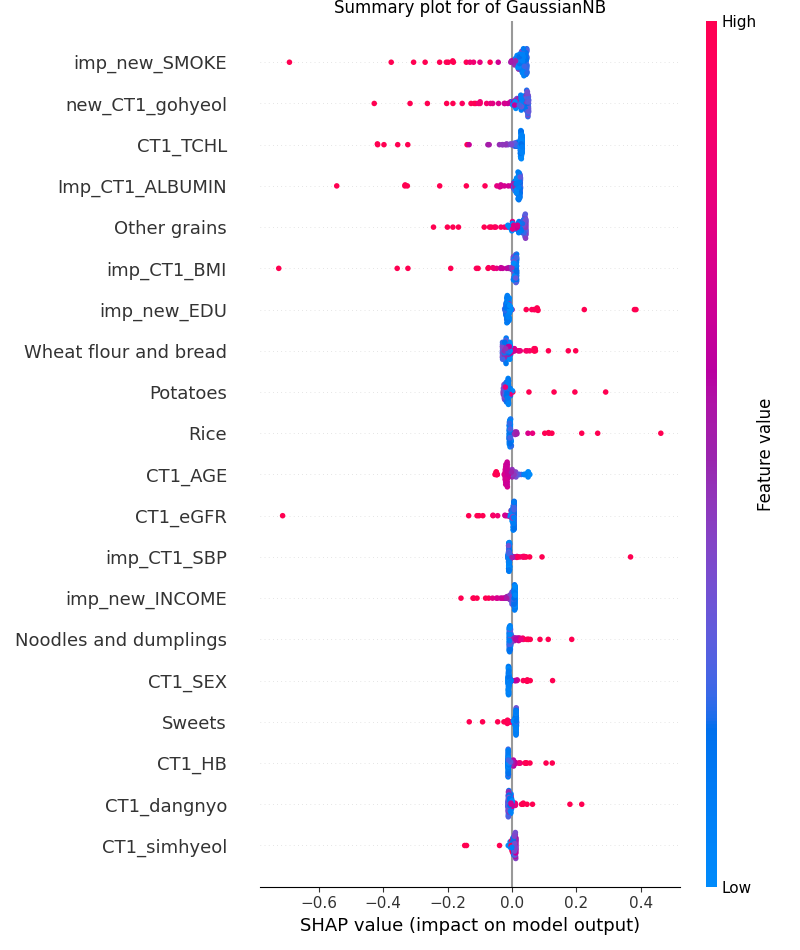 Summary plot for of GaussianNB
High
imp_new_SMOKE
new_CT1_gohyeol
CT1_TCHL
Imp_CT1_ALBUMIN
Other grains
imp_CT1_BMI
imp_new_EDU
Wheat flour and bread
Potatoes
Rice
CT1_AGE
CT1_eGFR
imp_CT1_SBP
imp_new_INCOME
Noodles and dumplings
CT1_SEX
Sweets
CT1_HB
CT1_dangnyo
CT1_simhyeol
Feature value
Low
−0.6 −0.4 −0.2 0.0 0.2 0.4
SHAP value (impact on model output)